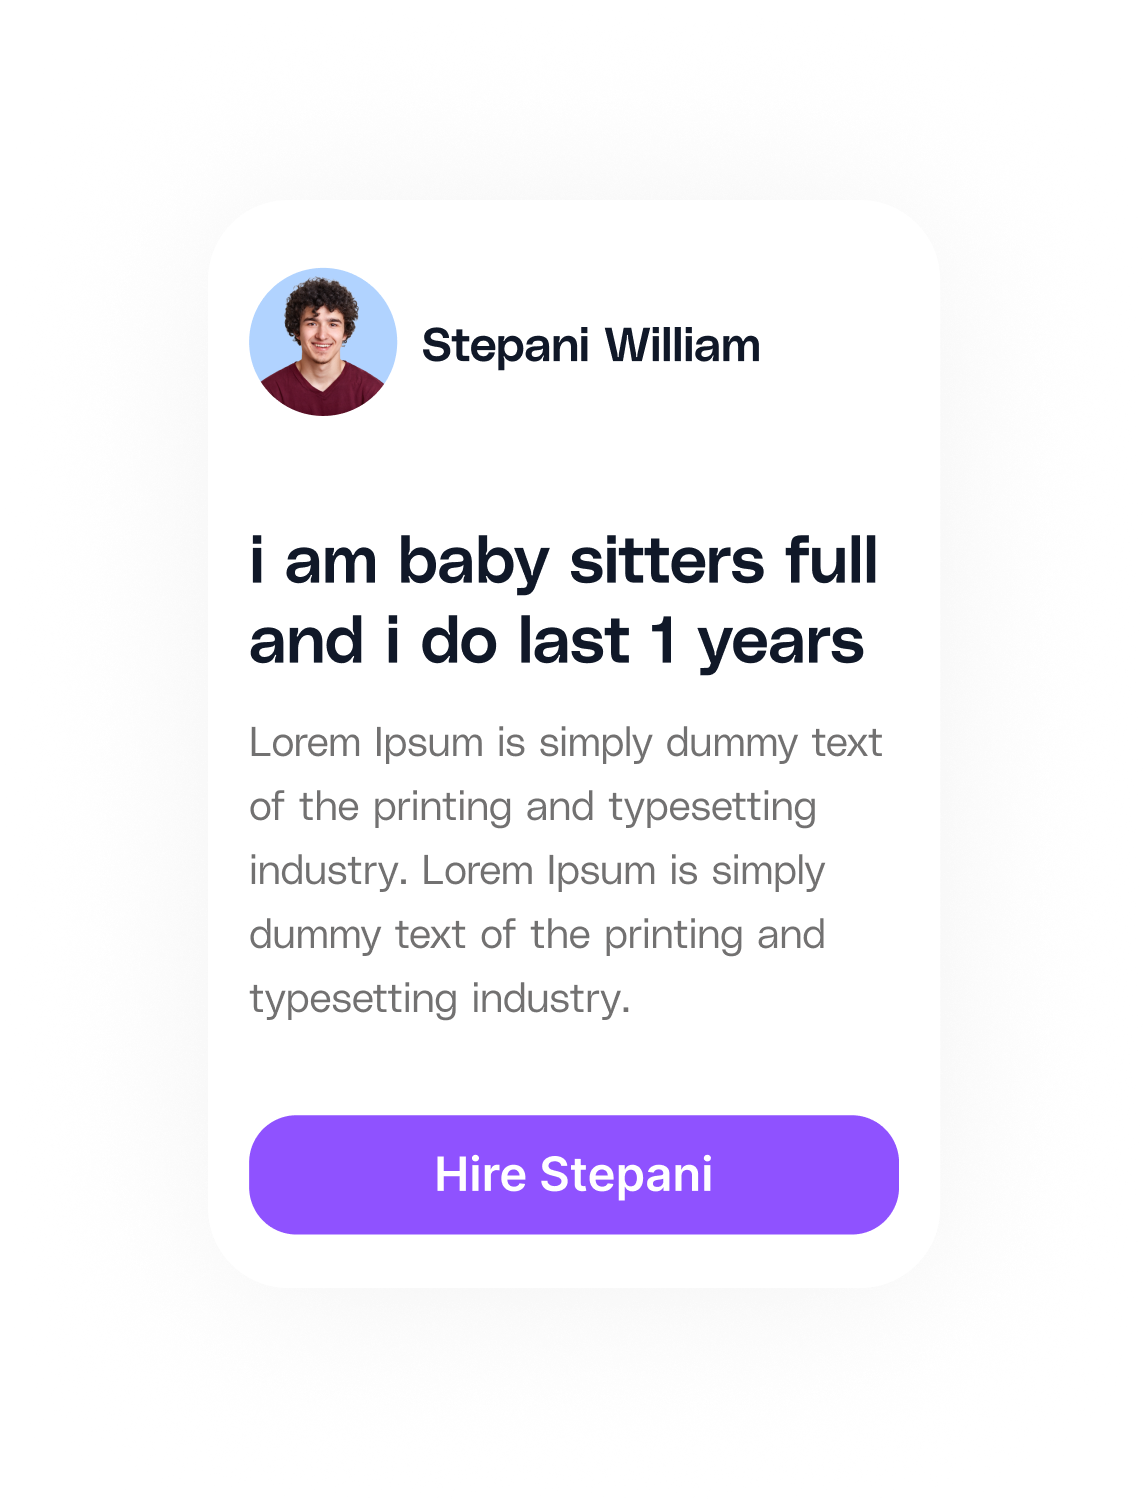 Stepani William
i am baby sitters full
and i do last 1 years
Lorem Ipsum is simply dummy text
of the printing and typesetting
industry. Lorem Ipsum is simply
dummy text of the printing and
typesetting industry.
Hire Stepani